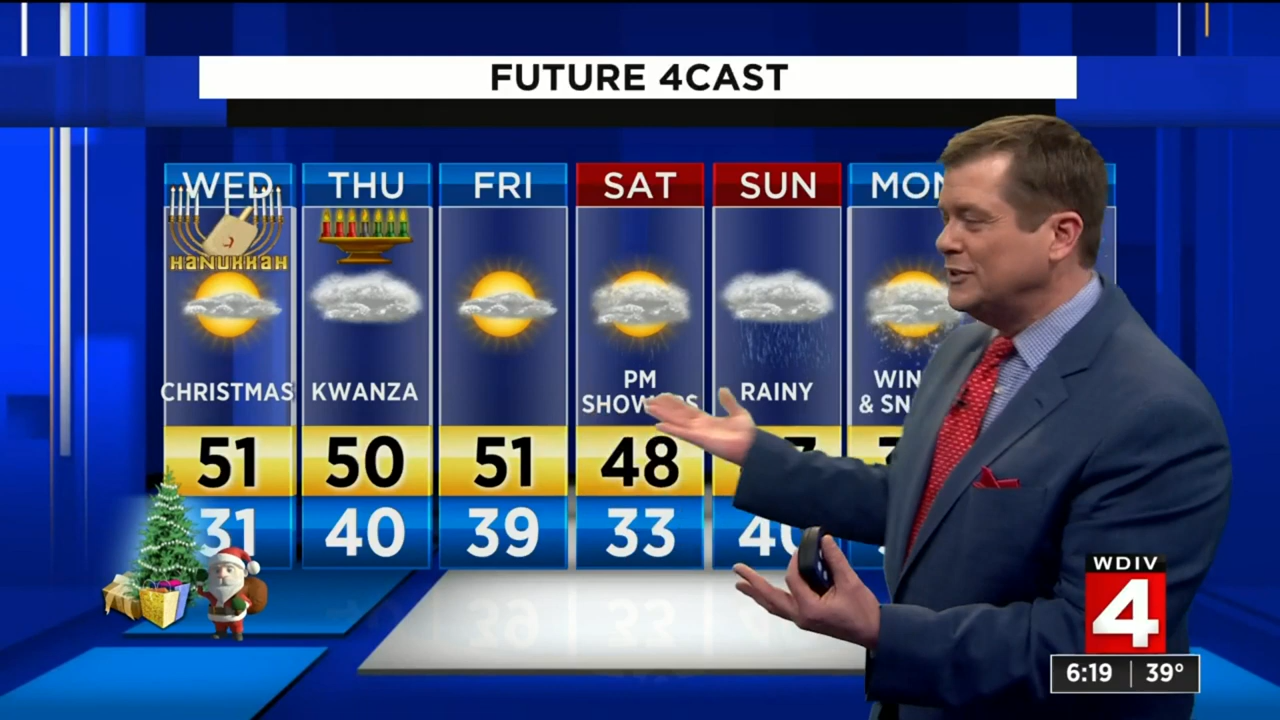 FUTURE 4CAST
WED
THU
FRI
SAT
SUN
HANUKKAH
CHRISTMAS
KWANZA
PM
SHOWERS
RAINY
51
50
51
48
31
40
39
33
WDIV
4
6:19 39°